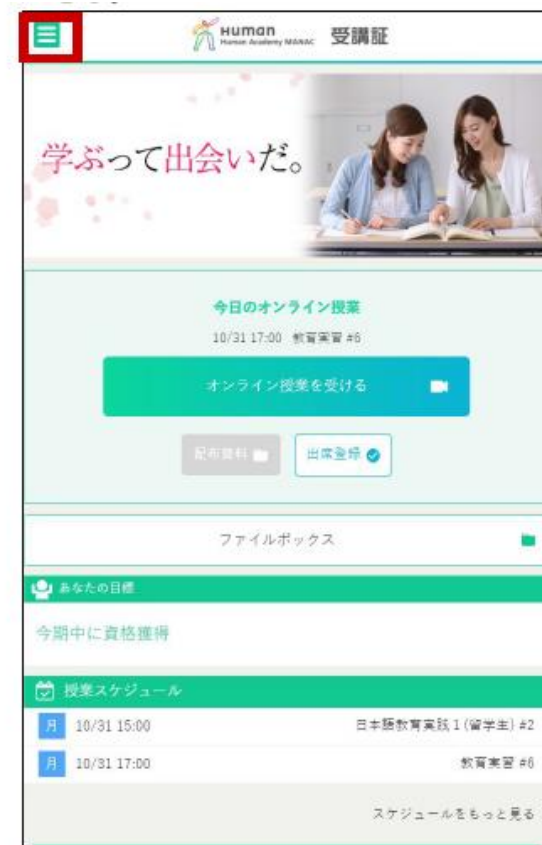 Human
Human Academy MANAC
受講証
学ぶって出会いだ。
今日のオンライン授業
10/31 17:00 教育実習 #6
オンライン授業を受ける
配布資料
出席登録
ファイルボックス
あなたの目標
今期中に資格獲得
授業スケジュール
月 10/31 15:00 日本語教育実践1(留学生) #2
月 10/31 17:00 教育実習 #6
スケジュールをもっと見る